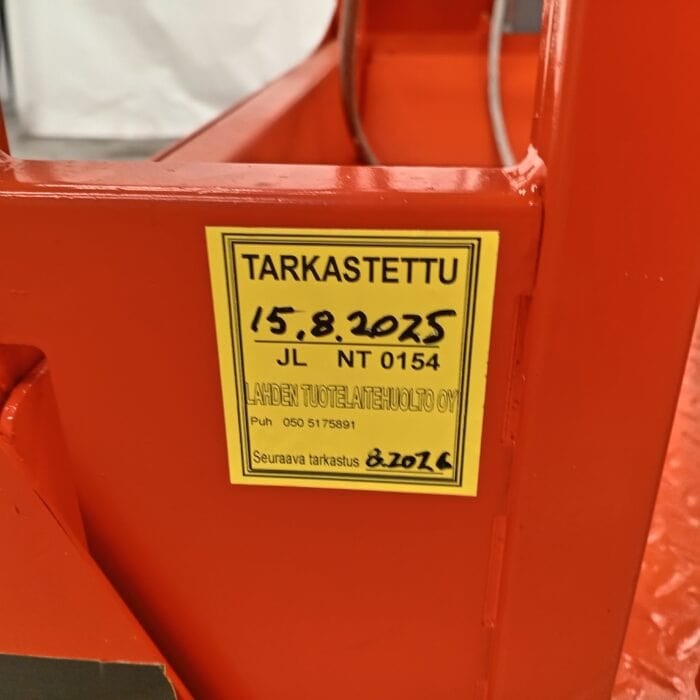 TARKASTETTU
15.8.2025
JL NT 0154
LAHDEN TUOTELAITEHUOLTO OY
Puh 050 5175891
Seuraava tarkastus 8.2026